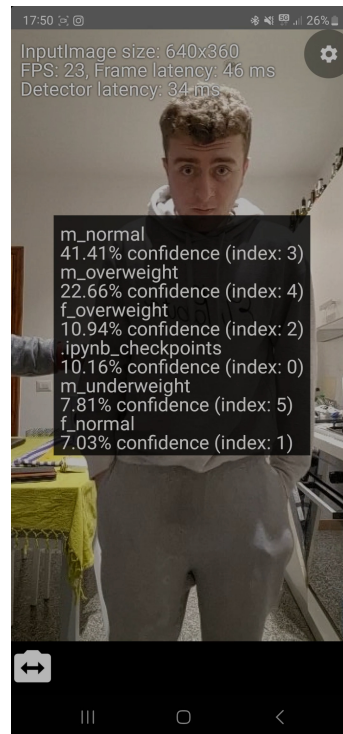 17:50
26%
InputImage size: 640x360
FPS: 23, Frame latency: 46 ms
Detector latency: 34 ms
m_normal
41.41% confidence (index: 3)
m_overweight
22.66% confidence (index: 4)
f_overweight
10.94% confidence (index: 2)
.ipynb_checkpoints
10.16% confidence (index: 0)
m_underweight
7.81% confidence (index: 5)
f_normal
7.03% confidence (index: 1)